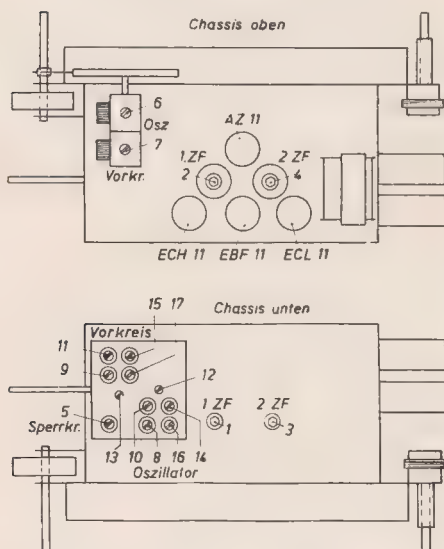 Chassis oben
6
Osz
7
Vorkr.
AZ 11
1. ZF
2 ZF
2
4
ECH 11 EBF 11 ECL 11
Chassis unten
15 17
Vorkreis
11
9
12
5
Sperrkr.
1 ZF
2 ZF
1
3
13 10 8 16 14
Oszillator